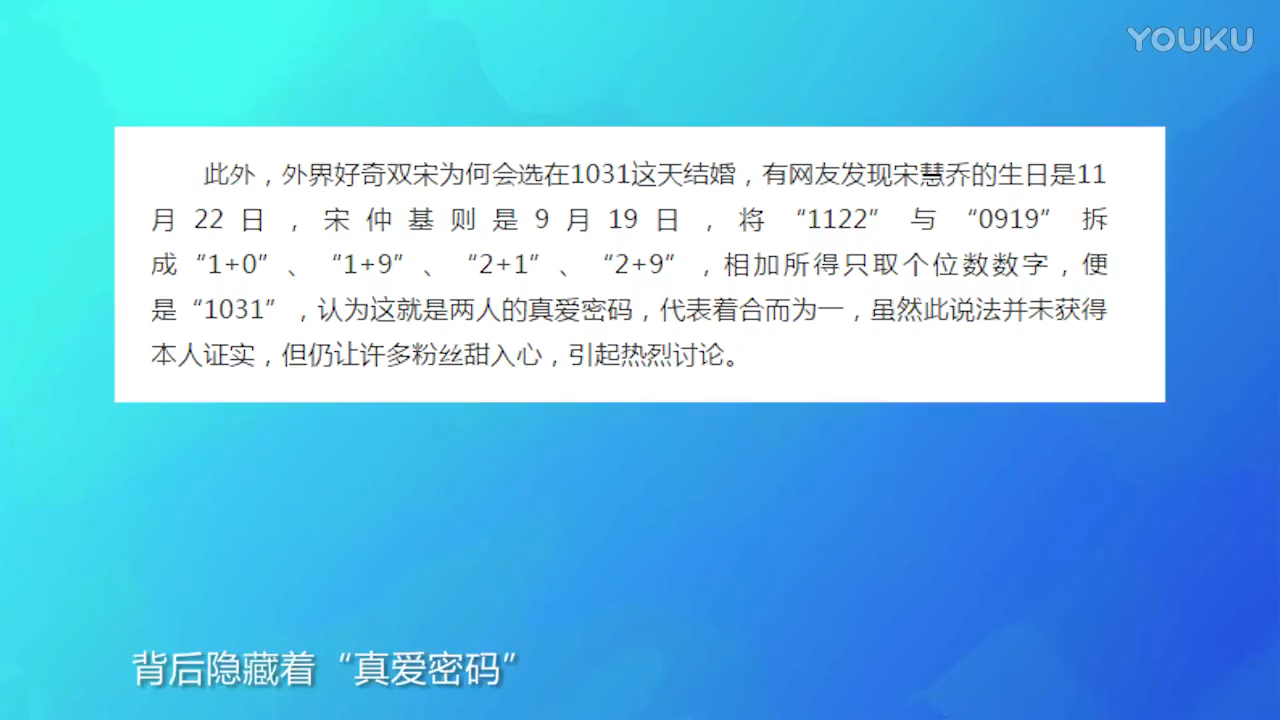 YOUKU
此外，外界好奇双宋为何会选在1031这天结婚，有网友发现宋慧乔的生日是11
月22日，宋仲基则是9月19日，将“1122”与“0919”拆
成“1+0”、“1+9”、“2+1”、“2+9”，相加所得只取个位数数字，便
是“1031”，认为这就是两人的真爱密码，代表着合而为一，虽然此说法并未获得
本人证实，但仍让许多粉丝甜入心，引起热烈讨论。
背后隐藏着“真爱密码”